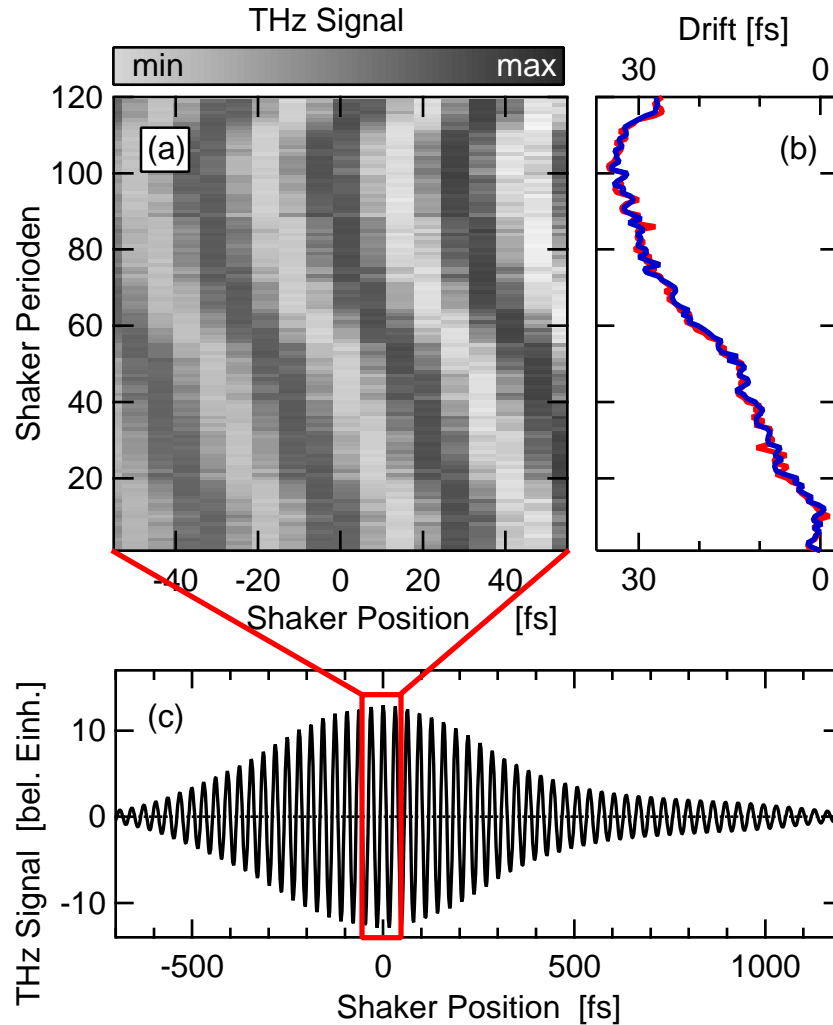 THz Signal
Drift [fs]
min
max
30
0
120
100
80
60
40
20
(a)
(b)
Shaker Perioden
-40
-20
0
20
40
30
0
Shaker Position [fs]
(c)
10
0
-10
THz Signal [bel. Einh.]
-500
0
500
1000
Shaker Position [fs]